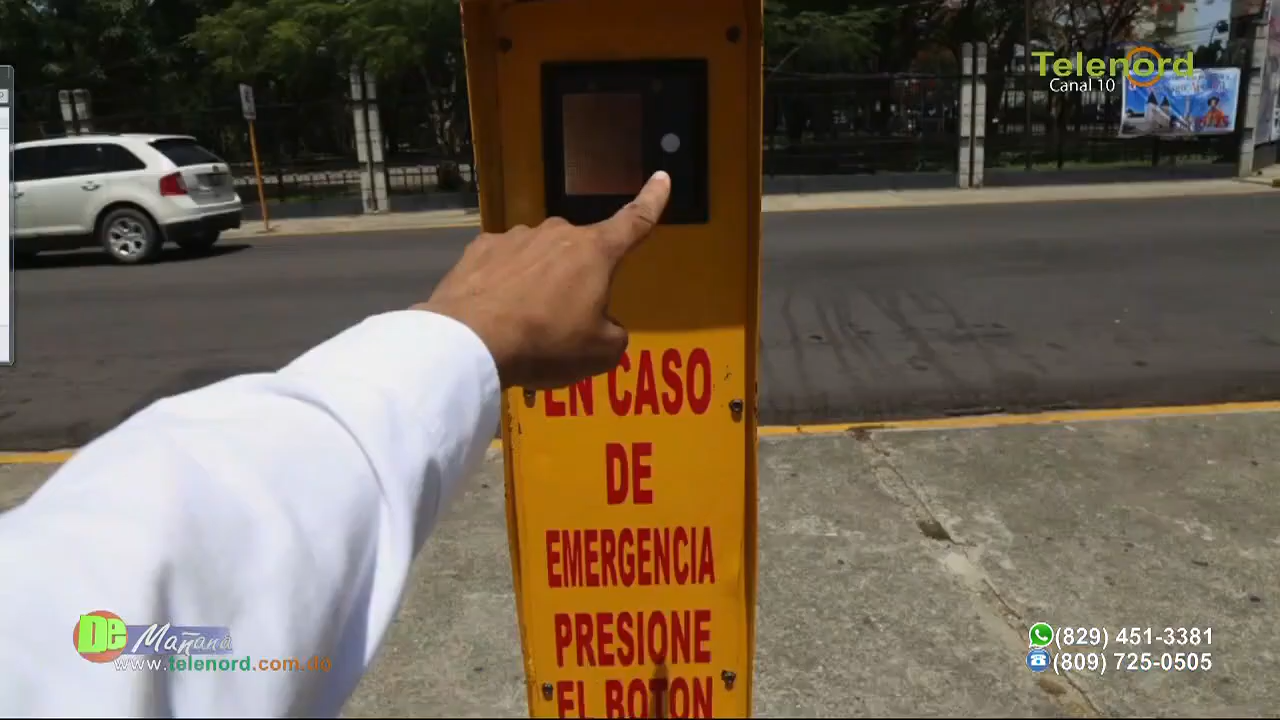 Telenord
Canal 10
EN CASO
DE
EMERGENCIA
PRESIONE
EL BOTON
De Mañana
www.telenord.com.do
(829) 451-3381
(809) 725-0505